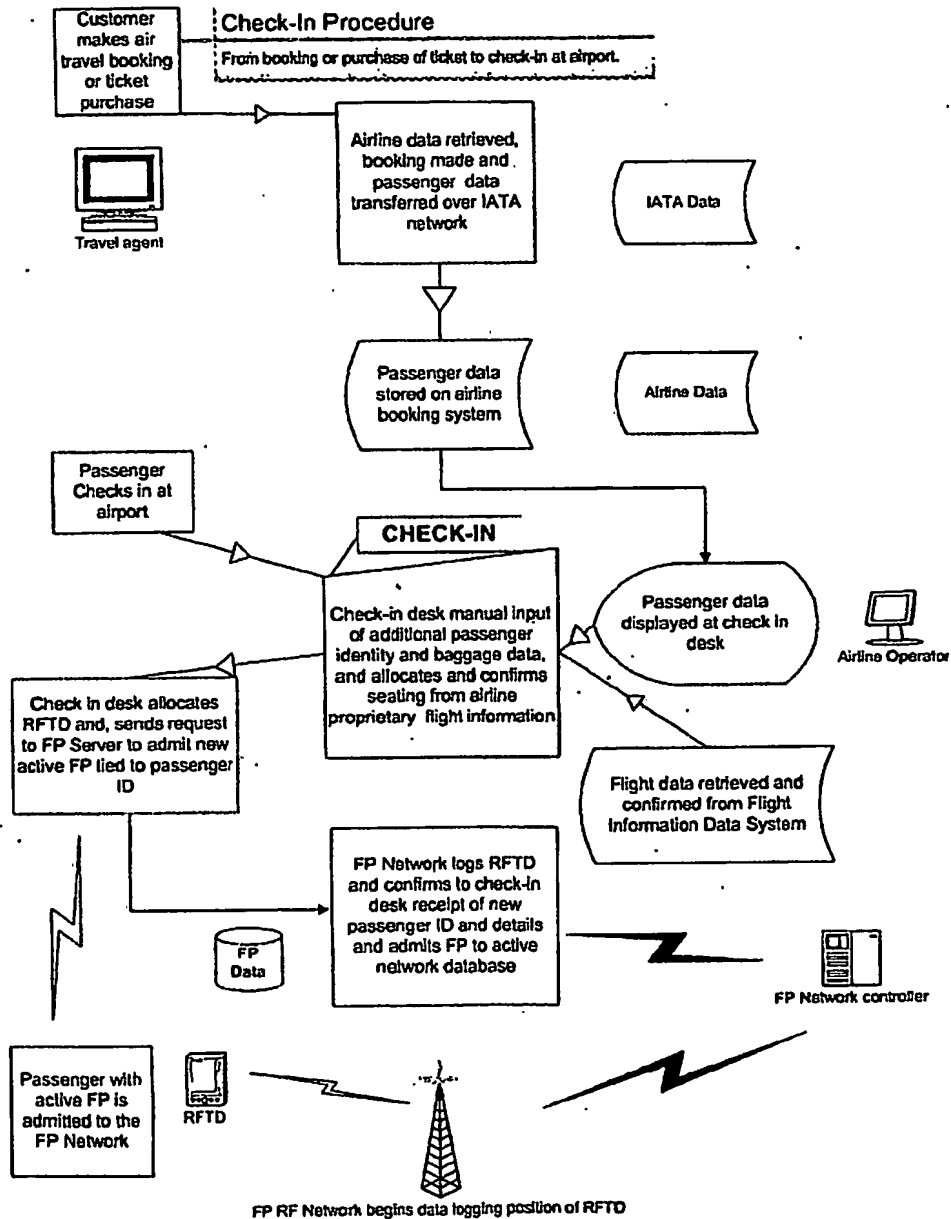 Customer
makes air
travel booking
or ticket
purchase
Check-In Procedure
From booking or purchase of ticket to check-in at airport.
Airline data retrieved,
booking made and
passenger data
transferred over IATA
network
IATA Data
Travel agent
Passenger data
stored on airline
booking system
Airline Data
Passenger
Checks in at
airport
CHECK-IN
Check-in desk manual input
of additional passenger
identity and baggage data,
and allocates and confirms
seating from airline
proprietary flight information
Passenger data
displayed at check in
desk
Airline Operator
Check in desk allocates
RFTD and, sends request
to FP Server to admit new
active FP tied to passenger
ID
Flight data retrieved and
confirmed from Flight
Information Data System
FP Network logs RFTD
and confirms to check-in
desk receipt of new
passenger ID and details
and admits FP to active
network database
FP
Data
FP Network controller
Passenger with
active FP is
admitted to the
FP Network
RFTD
FP RF Network begins data logging position of RFTD